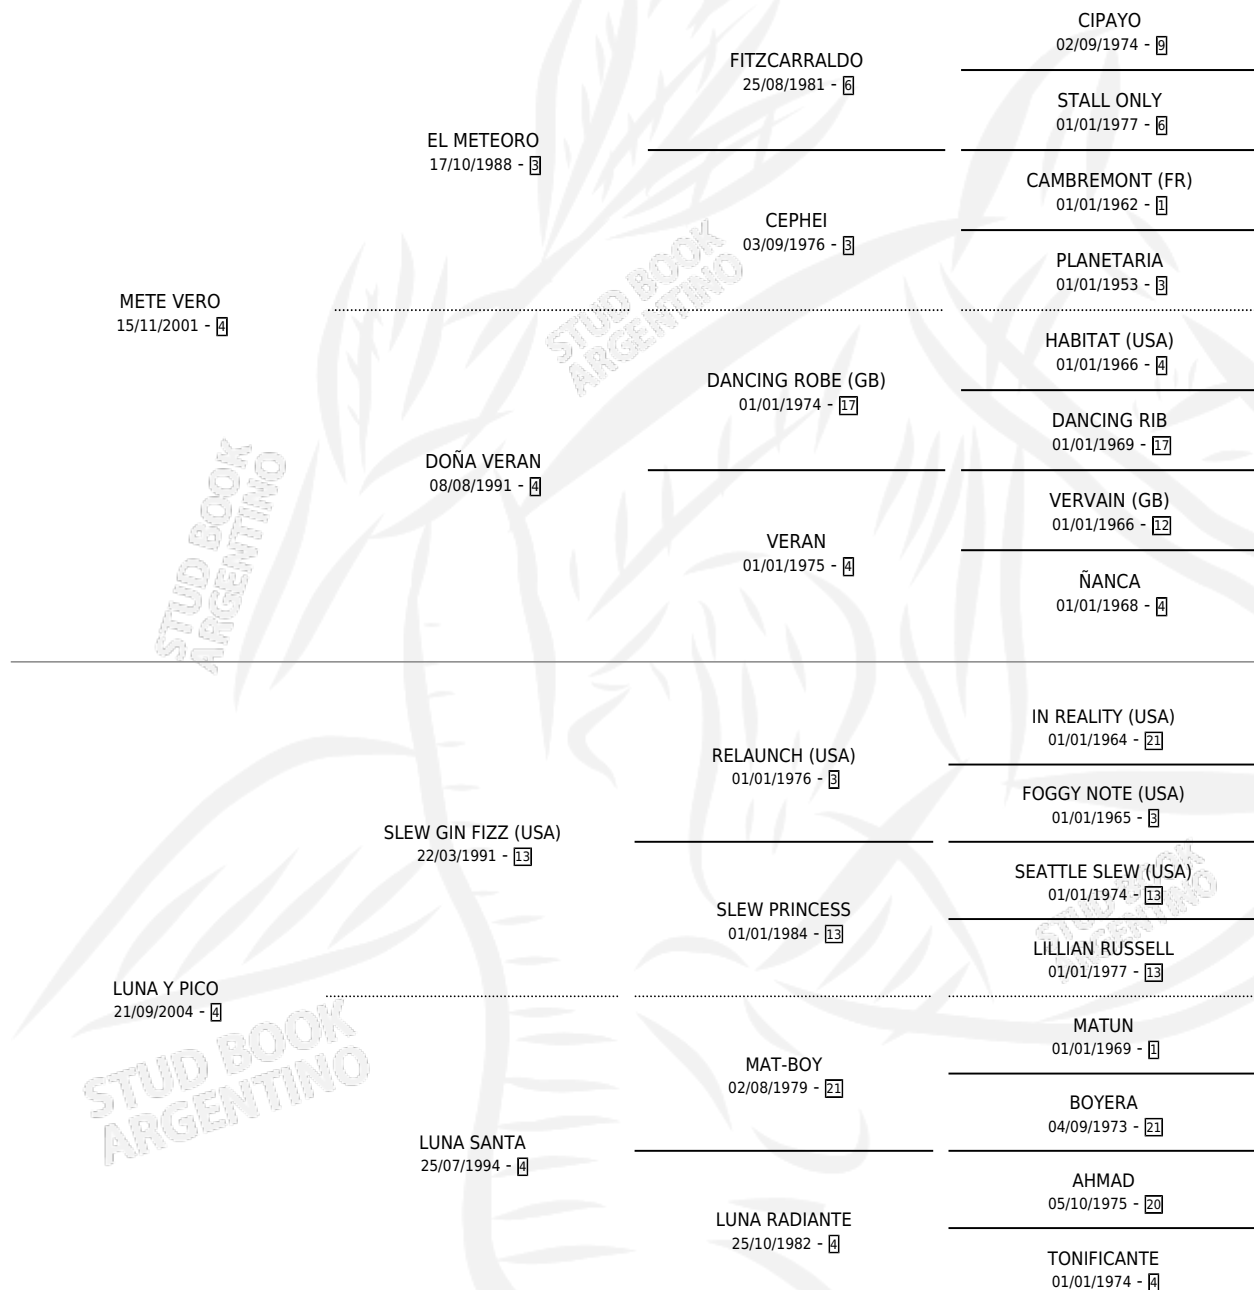 CIPAYO
02/09/1974 - 9
FITZCARRALDO
25/08/1981 - 6
STALL ONLY
01/01/1977 - 6
EL METEORO
17/10/1988 - 3
CAMBREMONT (FR)
01/01/1962 - 1
CEPHEI
03/09/1976 - 3
PLANETARIA
01/01/1953 - 3
METE VERO
15/11/2001 - 4
HABITAT (USA)
01/01/1966 - 4
DANCING ROBE (GB)
01/01/1974 - 17
DANCING RIB
01/01/1969 - 17
DOÑA VERAN
08/08/1991 - 4
VERVAIN (GB)
01/01/1966 - 12
VERAN
01/01/1975 - 4
ÑANCA
01/01/1968 - 4
IN REALITY (USA)
01/01/1964 - 21
RELAUNCH (USA)
01/01/1976 - 3
FOGGY NOTE (USA)
01/01/1965 - 3
SLEW GIN FIZZ (USA)
22/03/1991 - 13
SEATTLE SLEW (USA)
01/01/1974 - 13
SLEW PRINCESS
01/01/1984 - 13
LILLIAN RUSSELL
01/01/1977 - 13
LUNA Y PICO
21/09/2004 - 4
MATUN
01/01/1969 - 1
MAT-BOY
02/08/1979 - 21
BOYERA
04/09/1973 - 21
LUNA SANTA
25/07/1994 - 4
AHMAD
05/10/1975 - 20
LUNA RADIANTE
25/10/1982 - 4
TONIFICANTE
01/01/1974 - 4
STUD BOOK
ARGENTINO
STUD BOOK
ARGENTINO
STUD BOOK
ARGENTINO
STUD BOOK
ARGENTINO